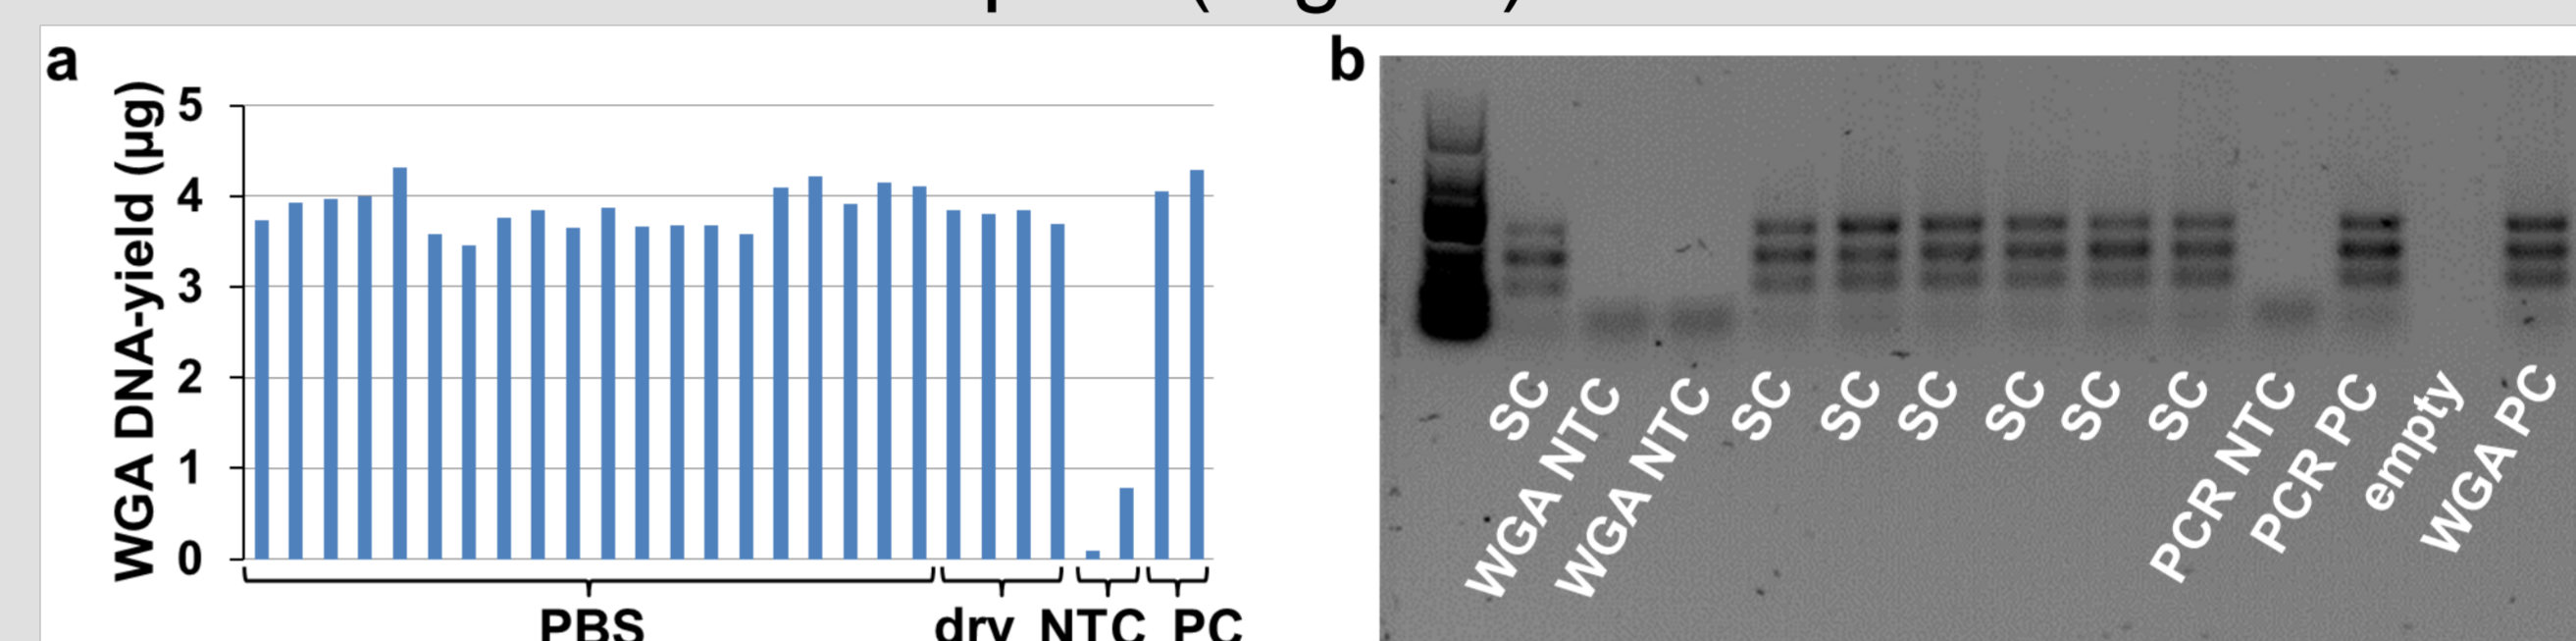 a
WGA DNA-yield (µg)
5
4
3
2
1
0
PBS
dry
NTC
PC
b
SC
WGA NTC
WGA NTC
SC
SC
SC
SC
SC
SC
PCR NTC
PCR PC
empty
WGA PC